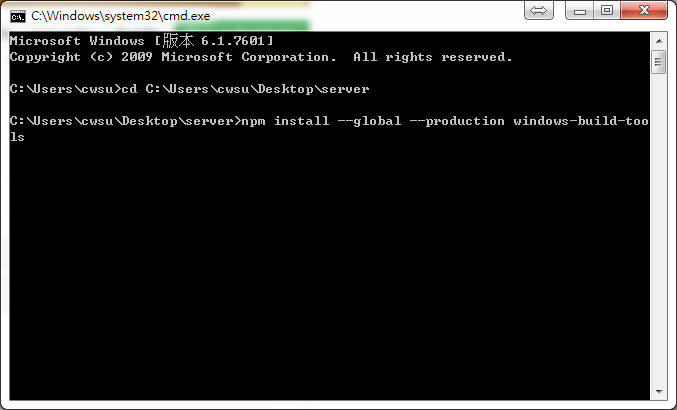 C:\Windows\system32\cmd.exe
Microsoft Windows [版本 6.1.7601]
Copyright (c) 2009 Microsoft Corporation.  All rights reserved.
C:\Users\cwsu>cd C:\Users\cwsu\Desktop\server
C:\Users\cwsu\Desktop\server>npm install --global --production windows-build-too
ls